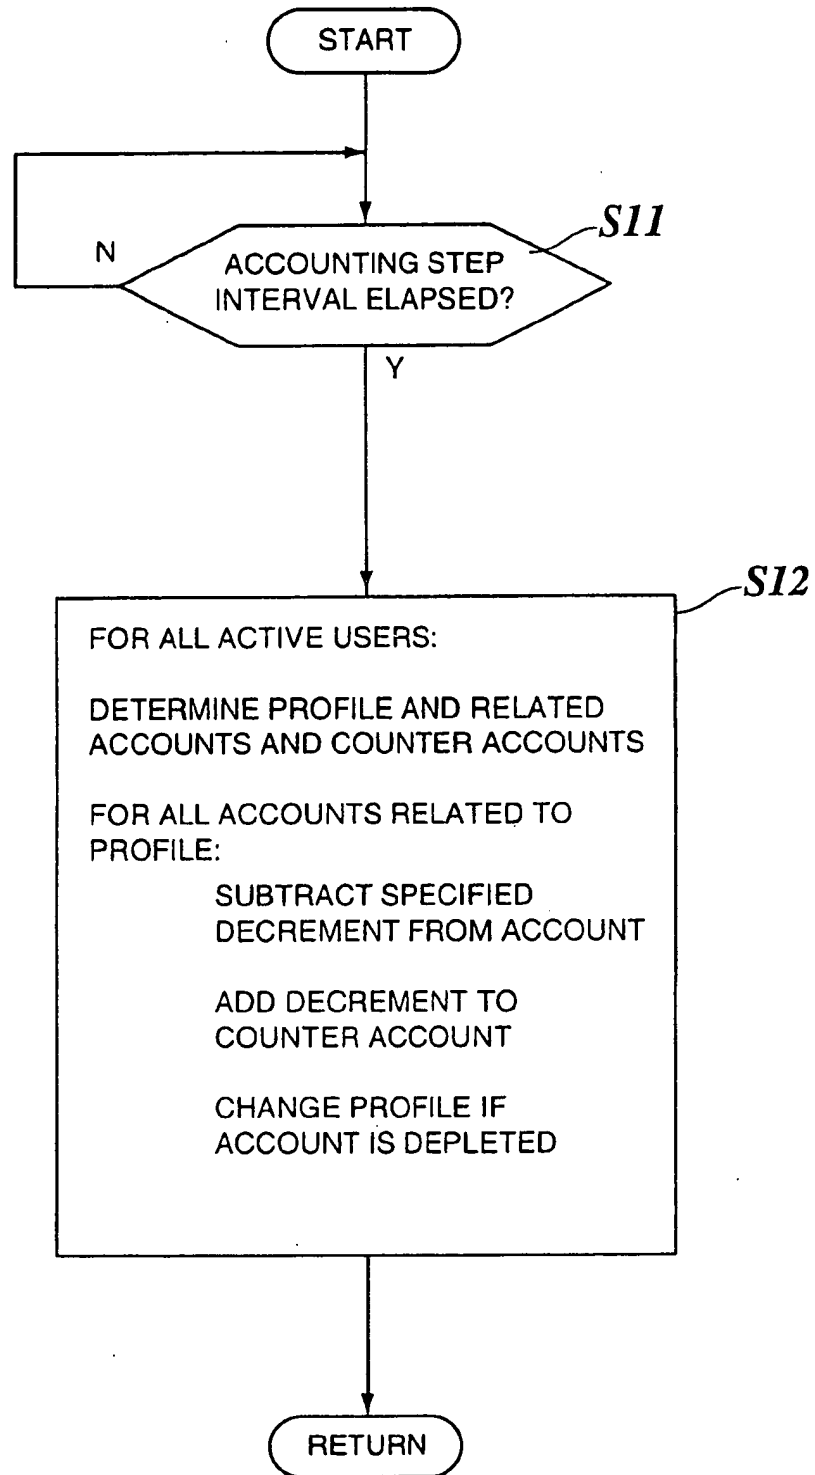 START
N
S11
ACCOUNTING STEP
INTERVAL ELAPSED?
Y
S12
FOR ALL ACTIVE USERS:
DETERMINE PROFILE AND RELATED
ACCOUNTS AND COUNTER ACCOUNTS
FOR ALL ACCOUNTS RELATED TO
PROFILE:
SUBTRACT SPECIFIED
DECREMENT FROM ACCOUNT
ADD DECREMENT TO
COUNTER ACCOUNT
CHANGE PROFILE IF
ACCOUNT IS DEPLETED
RETURN